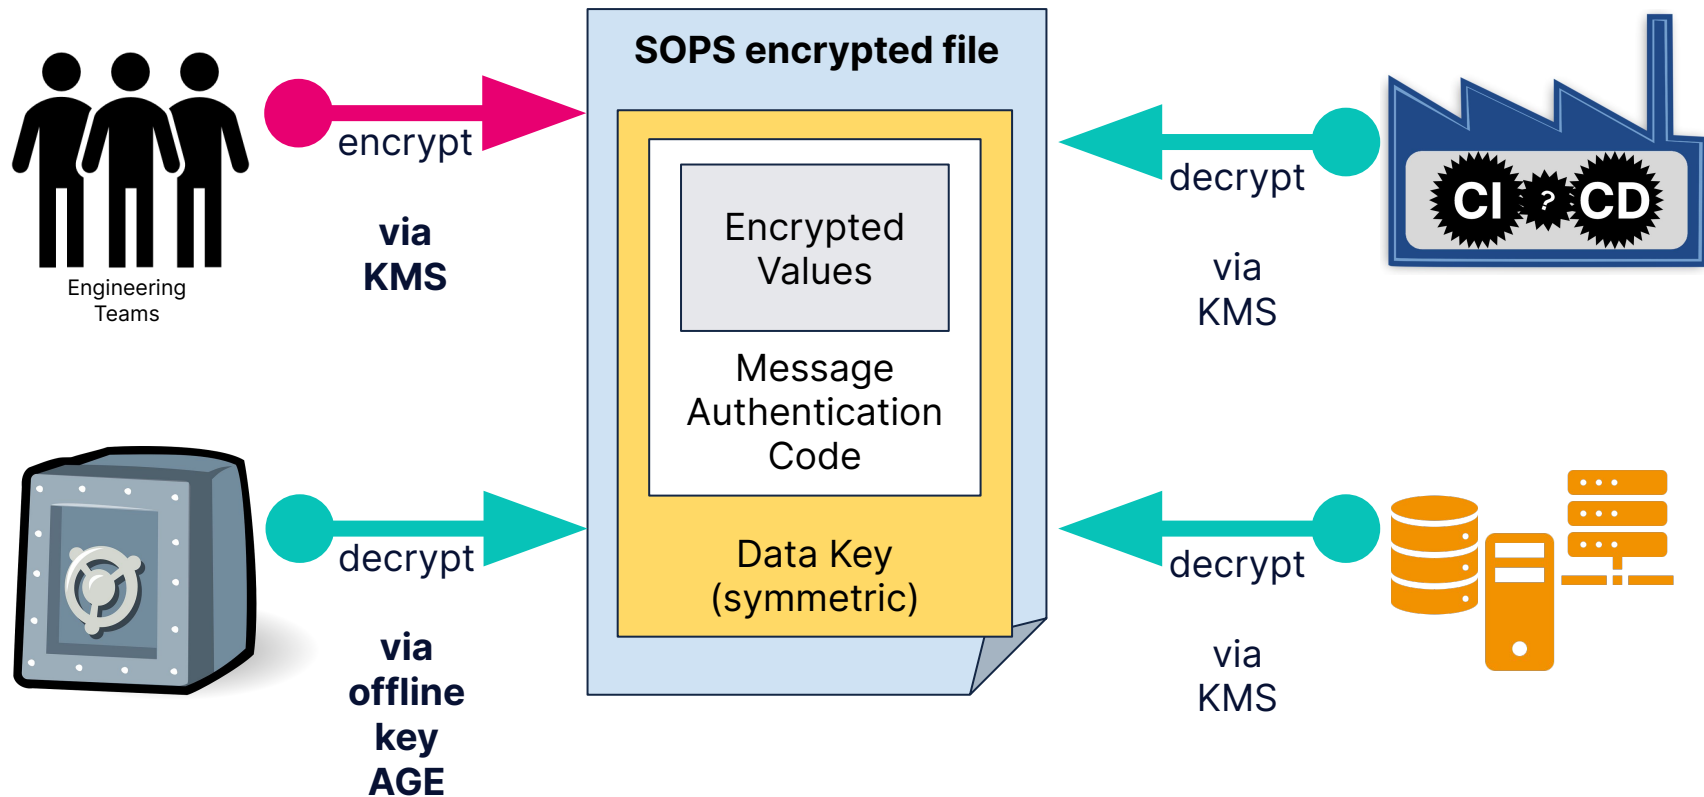 SOPS encrypted file
encrypt
via
KMS
Engineering
Teams
Encrypted
Values
Message
Authentication
Code
Data Key
(symmetric)
decrypt
via
KMS
CI ? CD
decrypt
via
offline
key
AGE
decrypt
via
KMS